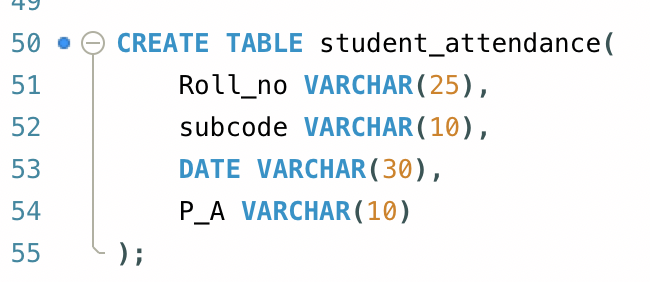 49
50 CREATE TABLE student_attendance(
51 Roll_no VARCHAR(25),
52 subcode VARCHAR(10),
53 DATE VARCHAR(30),
54 P_A VARCHAR(10)
55 );